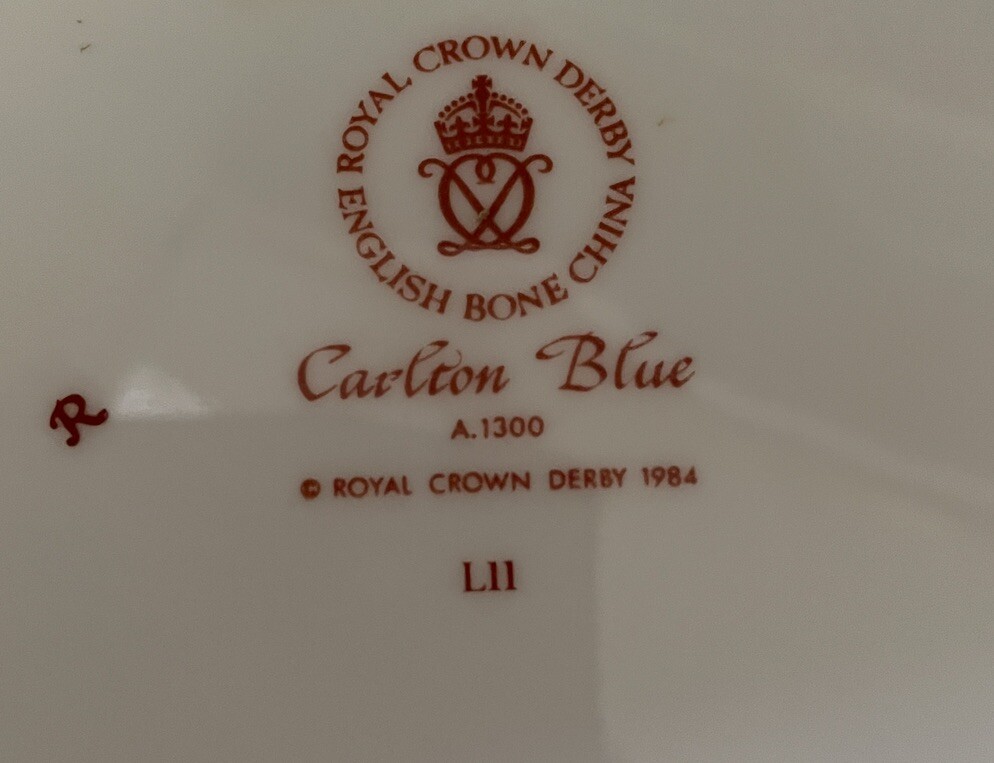 ROYAL CROWN DERBY
ENGLISH BONE CHINA
Carlton Blue
A.1300
R
© ROYAL CROWN DERBY 1984
LII